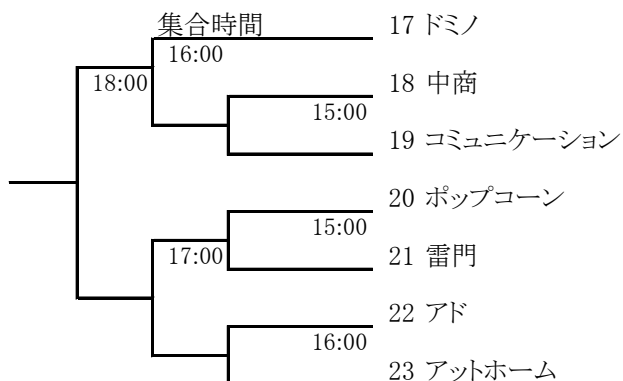 集合時間
17 ドミノ
16:00
18:00
18 中商
15:00
19 コミュニケーション
20 ポップコーン
15:00
17:00
21 雷門
22 アド
16:00
23 アットホーム